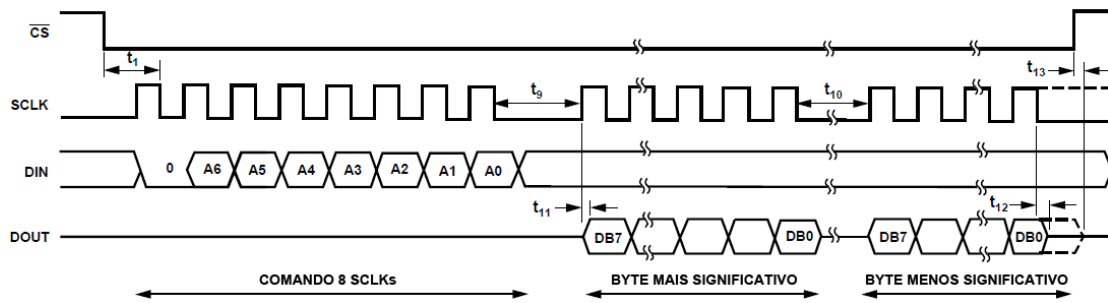 CS
t1
t13
SCLK
t9
t10
DIN
0 A6 A5 A4 A3 A2 A1 A0
t11
t12
DOUT
DB7 DB0 DB7 DB0
COMANDO 8 SCLKs
BYTE MAIS SIGNIFICATIVO
BYTE MENOS SIGNIFICATIVO